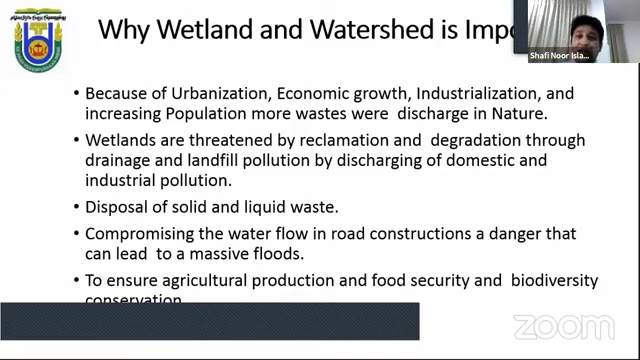 Why Wetland and Watershed is Impo
Shafi Noor Isla...
• Because of Urbanization, Economic growth, Industrialization, and
increasing Population more wastes were discharge in Nature.
• Wetlands are threatened by reclamation and degradation through
drainage and landfill pollution by discharging of domestic and
industrial pollution.
• Disposal of solid and liquid waste.
• Compromising the water flow in road constructions a danger that
can lead to a massive floods.
• To ensure agricultural production and food security and biodiversity
conservation
zoom